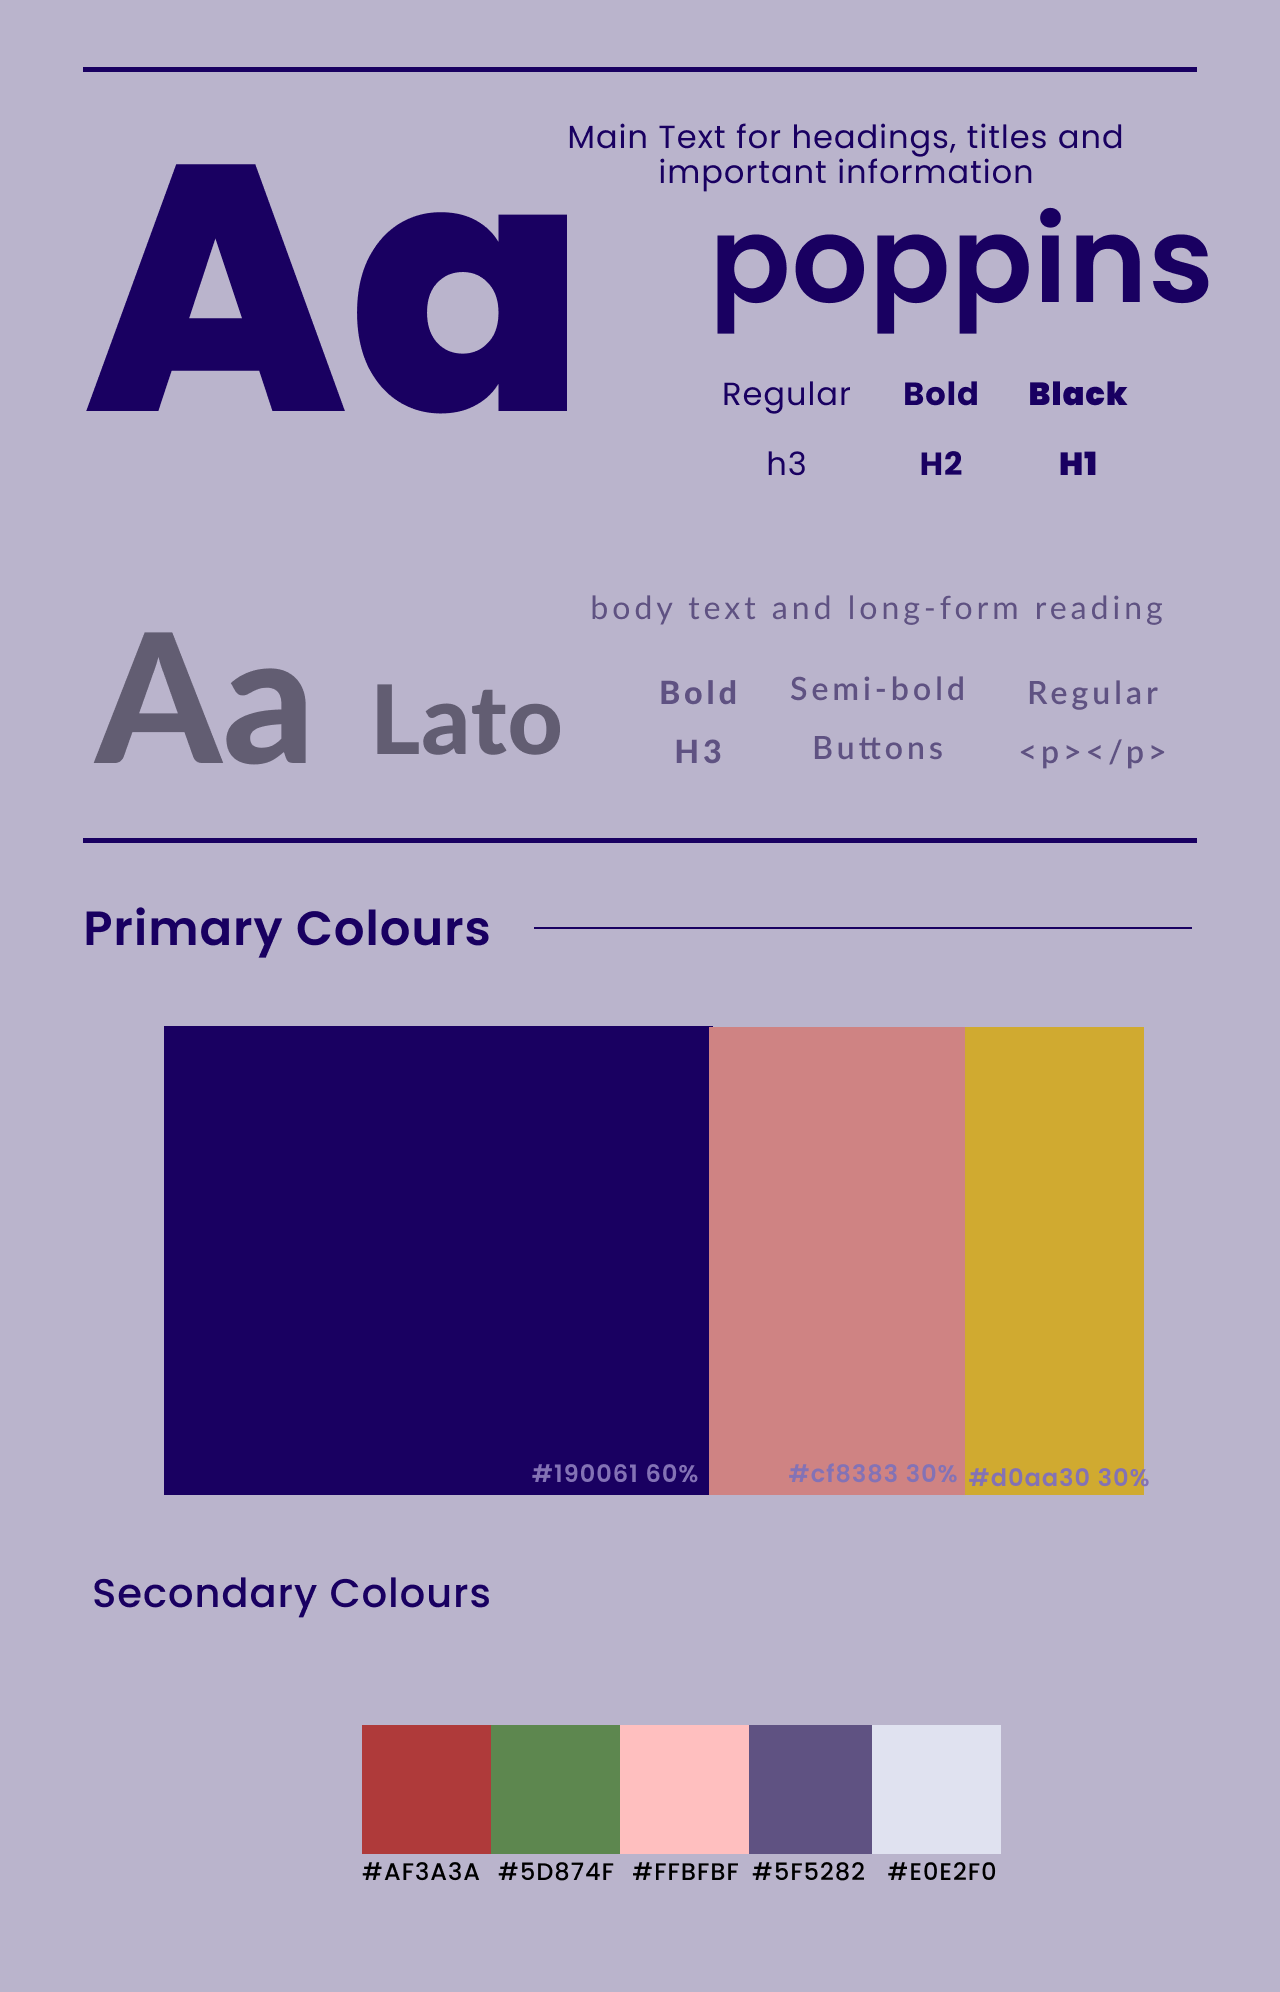 Main Text for headings, titles and
important information
Aa
poppins
Regular Bold Black
h3 H2 H1
body text and long-form reading
Aa Lato
Bold Semi-bold Regular
H3 Buttons <p></p>
Primary Colours
#190061 60% #cf8383 30% #d0aa30 30%
Secondary Colours
#AF3A3A #5D874F #FFBFBF #5F5282 #E0E2F0